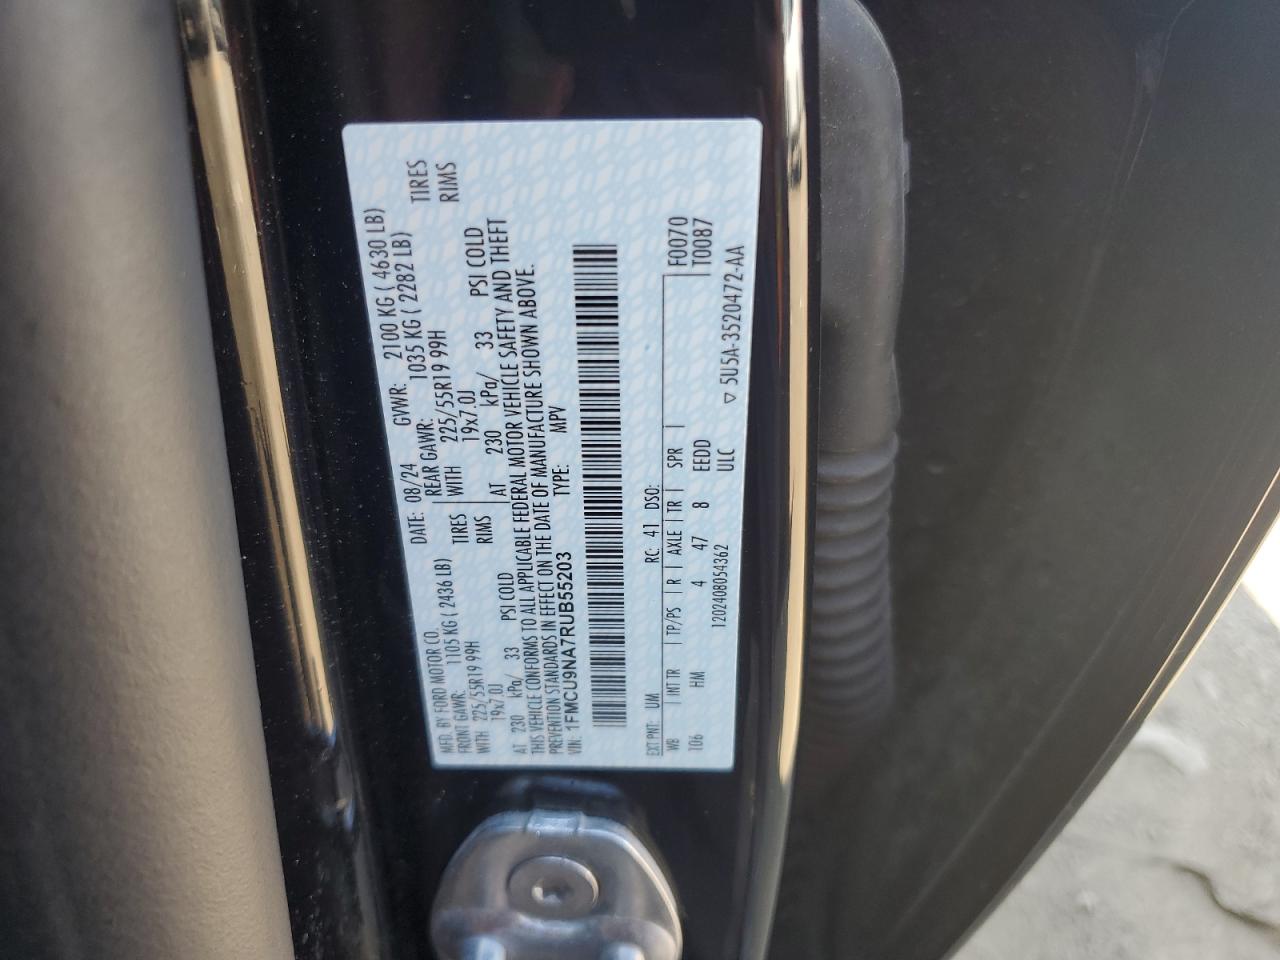 MFD. BY FORD MOTOR CO.
DATE: 08/24 GVWR: 2100 KG ( 4630 LB)
FRONT GAWR: 1105 KG ( 2436 LB) REAR GAWR: 1035 KG ( 2282 LB)
WITH 225/55R19 99H TIRES WITH 225/55R19 99H TIRES
19x7.0J RIMS 19x7.0J RIMS
AT 230 kPa/ 33 PSI COLD AT 230 kPa/ 33 PSI COLD
THIS VEHICLE CONFORMS TO ALL APPLICABLE FEDERAL MOTOR VEHICLE SAFETY AND THEFT
PREVENTION STANDARDS IN EFFECT ON THE DATE OF MANUFACTURE SHOWN ABOVE.
VIN: 1FMCU9NA7RUB55203 TYPE: MPV
EXT PNT: UM RC: 41 DSO: F0070
WB INT TR TP/PS R AXLE TR SPR T0087
106 HM 4 47 8 EEDD
1202408054362 ULC ▽ 5U5A-3520472-AA